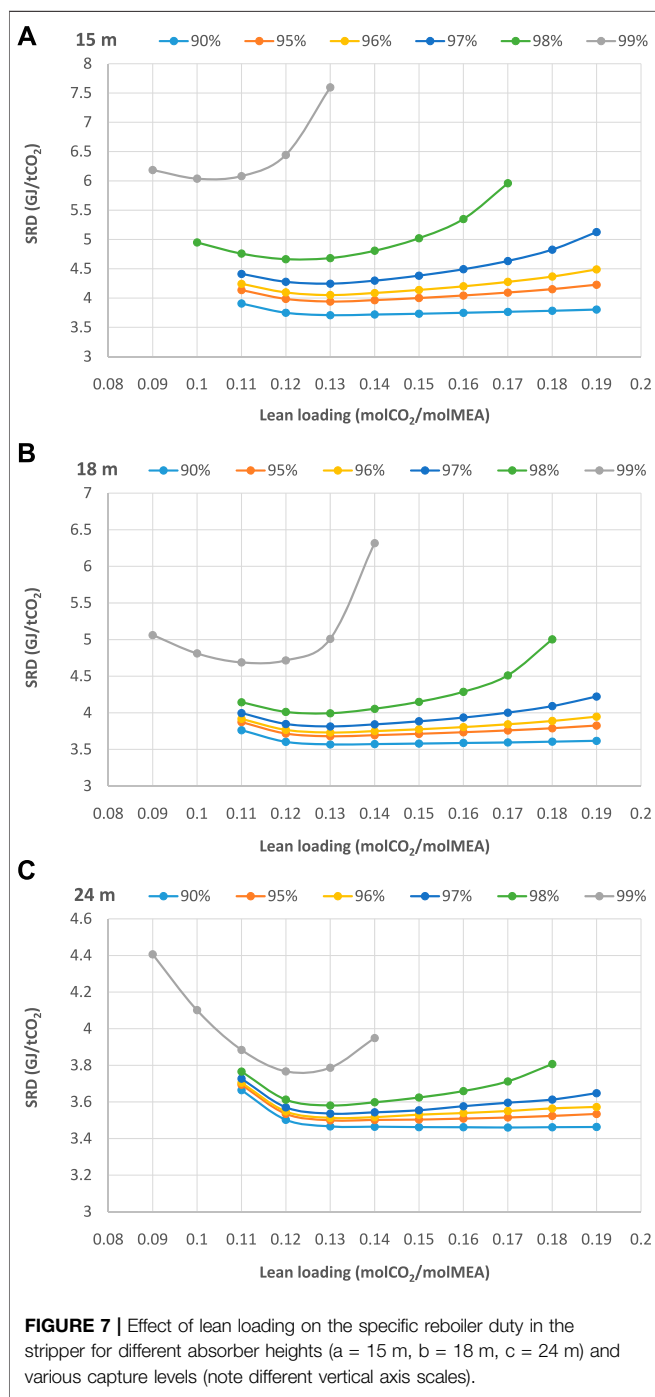 A
15 m
90% 95% 96% 97% 98% 99%
8
7.5
7
6.5
6
5.5
5
4.5
4
3.5
3
SRD (GJ/tCO₂)
0.08 0.09 0.1 0.11 0.12 0.13 0.14 0.15 0.16 0.17 0.18 0.19 0.2
Lean loading (molCO₂/molMEA)
B
18 m
90% 95% 96% 97% 98% 99%
7
6.5
6
5.5
5
4.5
4
3.5
3
SRD (GJ/tCO₂)
0.08 0.09 0.1 0.11 0.12 0.13 0.14 0.15 0.16 0.17 0.18 0.19 0.2
Lean loading (molCO₂/molMEA)
C
24 m
90% 95% 96% 97% 98% 99%
4.6
4.4
4.2
4
3.8
3.6
3.4
3.2
3
SRD (GJ/tCO₂)
0.08 0.09 0.1 0.11 0.12 0.13 0.14 0.15 0.16 0.17 0.18 0.19 0.2
Lean loading (molCO₂/molMEA)
FIGURE 7 | Effect of lean loading on the specific reboiler duty in the
stripper for different absorber heights (a = 15 m, b = 18 m, c = 24 m) and
various capture levels (note different vertical axis scales).